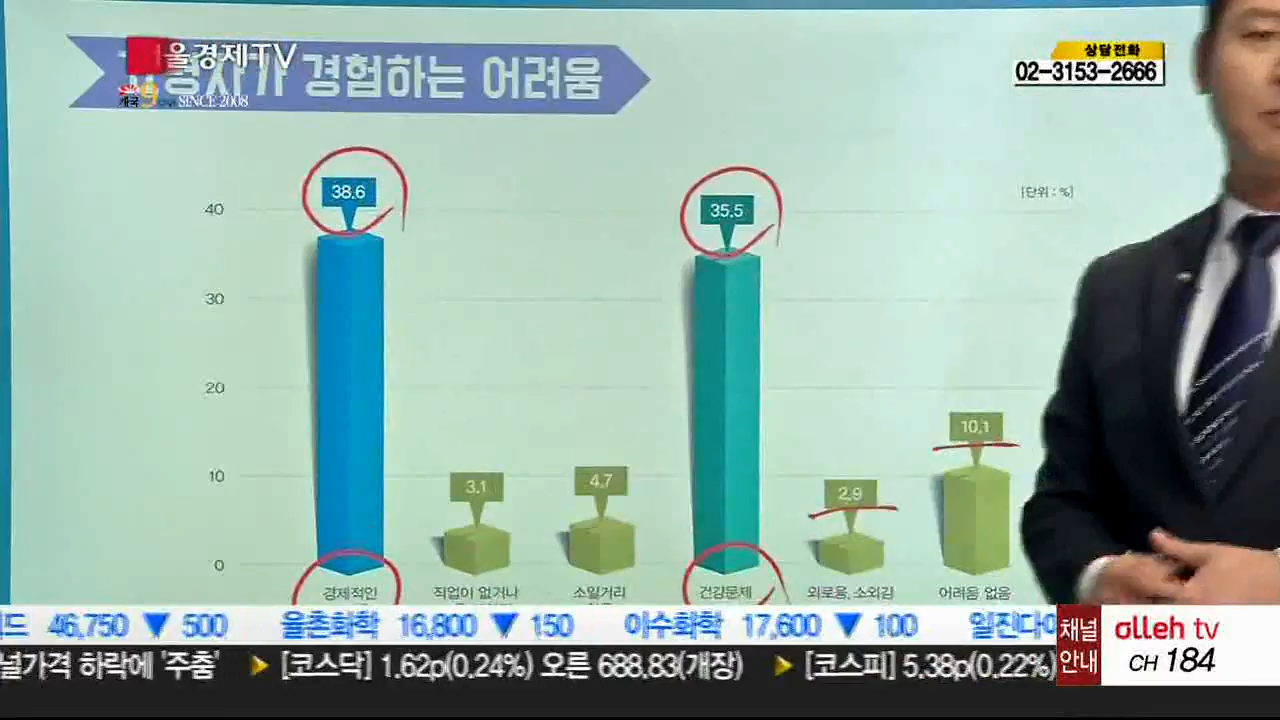 울경제TV
경험하는 어려움
SINCE 2008
상담전화
02-3153-2666
[단위 : %]
38.6
35.5
40
30
20
10.1
10
3.1
4.7
2.9
0
경제적인
직업이 없거나
소일거리
건강문제
외로움, 소외감
어려움 없음
46,750 ▼ 500 율촌화학 16,800 ▼ 150 이수화학 17,600 ▼ 100 일진다이
널가격 하락에 '주춤' ▶ [코스닥] 1.62p(0.24%) 오른 688.83(개장) ▶ [코스피] 5.38p(0.22%)
채널
안내
olleh tv
CH 184